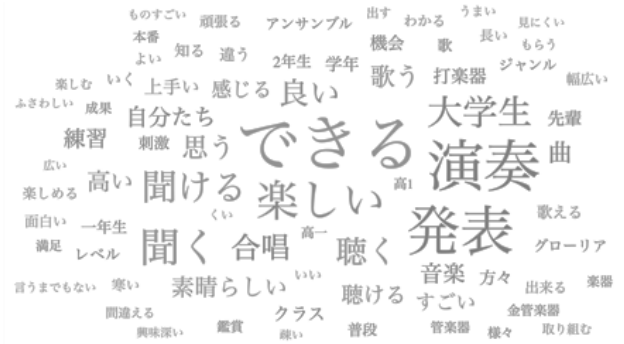 ものすごい 頑張る アンサンブル 出す わかる うまい 見にくい
本番 機会 歌 長い もらう
よい 知る 違う 2年生 学年 ジャンル
楽しむ いく 上手い 感じる 良い 歌う 打楽器 幅広い
ふさわしい 成果 自分たち 大学生 先輩
練習 刺激 思う できる 演奏 曲
広い 高い 聞ける 楽しい 高1
楽しめる くい 発表 歌える
面白い 一年生 聞く 合唱 高一 聴く
満足 レベル グローリア
言うまでもない 寒い 素晴らしい いい 音楽 方々 出来る 楽器
聴ける すごい
間違える クラス 金管楽器
興味深い 鑑賞 疎い 普段 管楽器 様々 取り組む